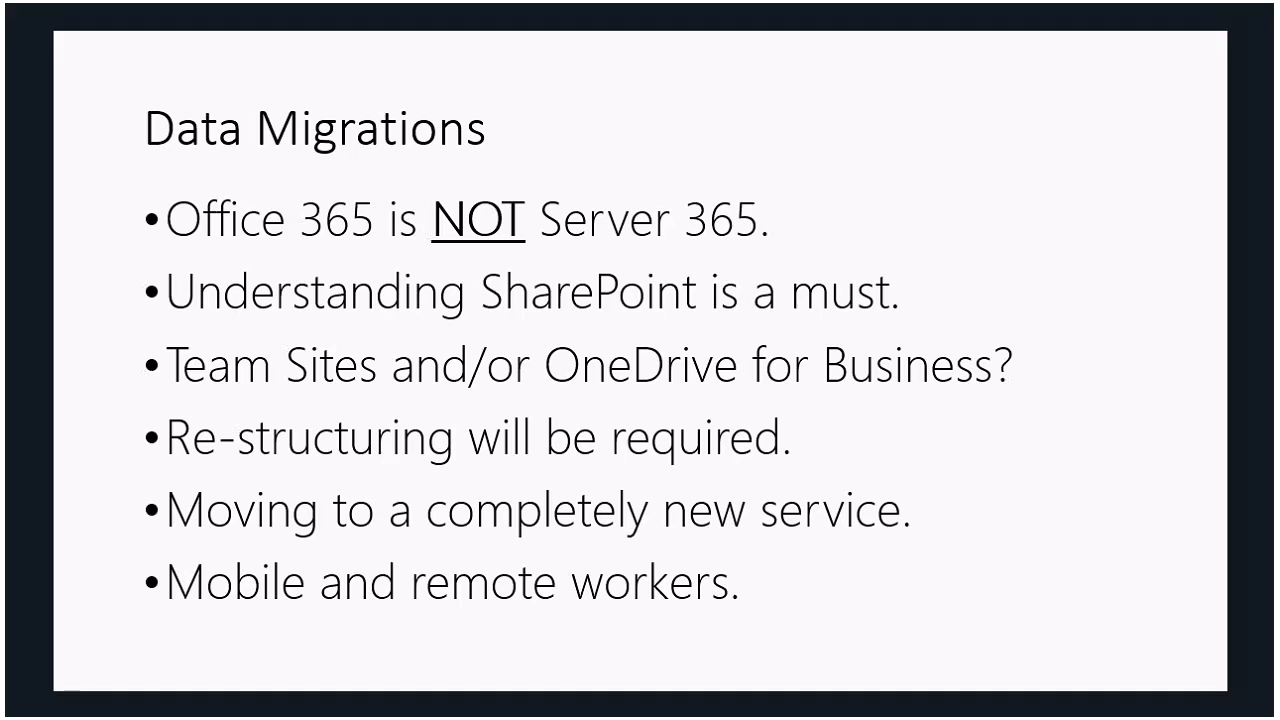 Data Migrations
•Office 365 is NOT Server 365.
•Understanding SharePoint is a must.
•Team Sites and/or OneDrive for Business?
•Re-structuring will be required.
•Moving to a completely new service.
•Mobile and remote workers.